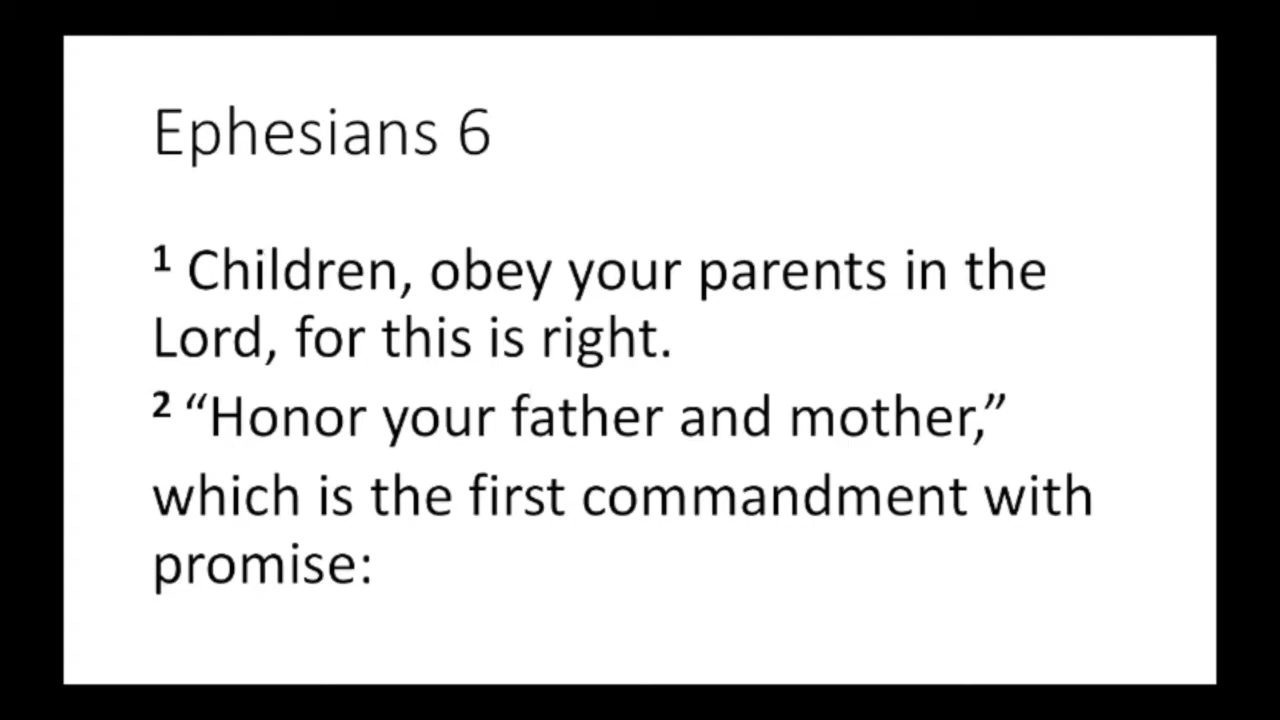 Ephesians 6
1 Children, obey your parents in the
Lord, for this is right.
2 “Honor your father and mother,”
which is the first commandment with
promise: